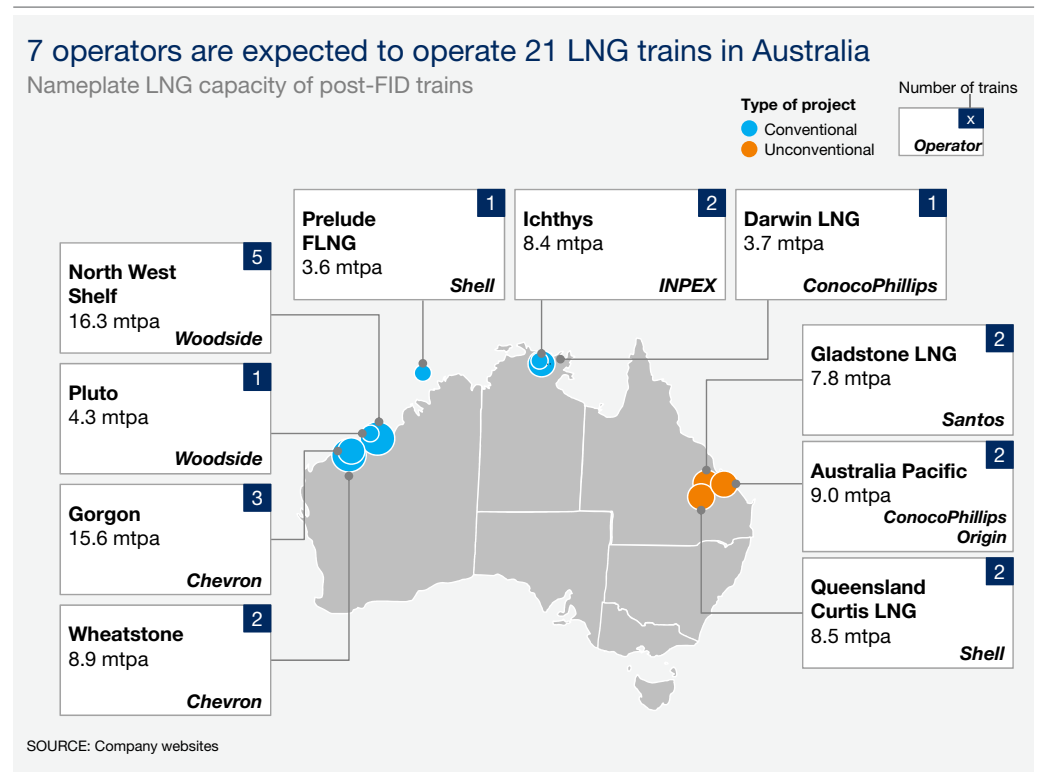 7 operators are expected to operate 21 LNG trains in Australia
Nameplate LNG capacity of post-FID trains
Number of trains
x
Operator
Type of project
Conventional
Unconventional
1
Prelude
FLNG
3.6 mtpa
Shell
2
Ichthys
8.4 mtpa
INPEX
1
Darwin LNG
3.7 mtpa
ConocoPhillips
5
North West
Shelf
16.3 mtpa
Woodside
1
Pluto
4.3 mtpa
Woodside
3
Gorgon
15.6 mtpa
Chevron
2
Wheatstone
8.9 mtpa
Chevron
2
Gladstone LNG
7.8 mtpa
Santos
2
Australia Pacific
9.0 mtpa
ConocoPhillips
Origin
2
Queensland
Curtis LNG
8.5 mtpa
Shell
SOURCE: Company websites